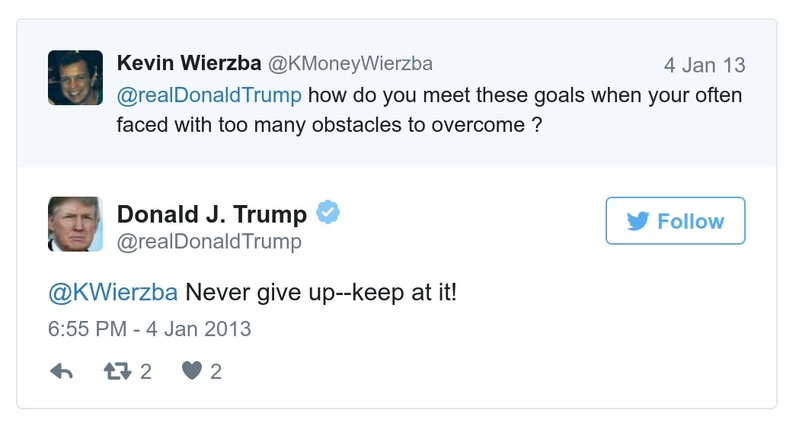 Kevin Wierzba @KMoneyWierzba 4 Jan 13
@realDonaldTrump how do you meet these goals when your often
faced with too many obstacles to overcome ?
Donald J. Trump
@realDonaldTrump
Follow
@KWierzba Never give up--keep at it!
6:55 PM - 4 Jan 2013
2 2